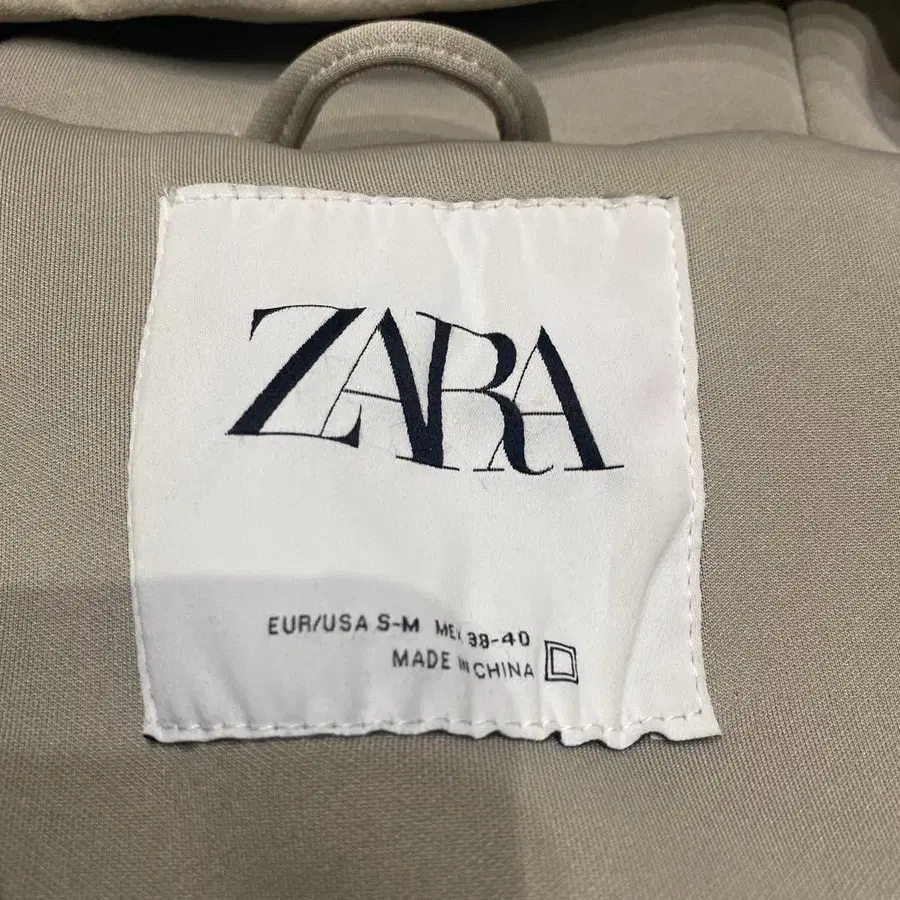 ZARA
EUR/USA S-M MEX 38-40
MADE IN CHINA